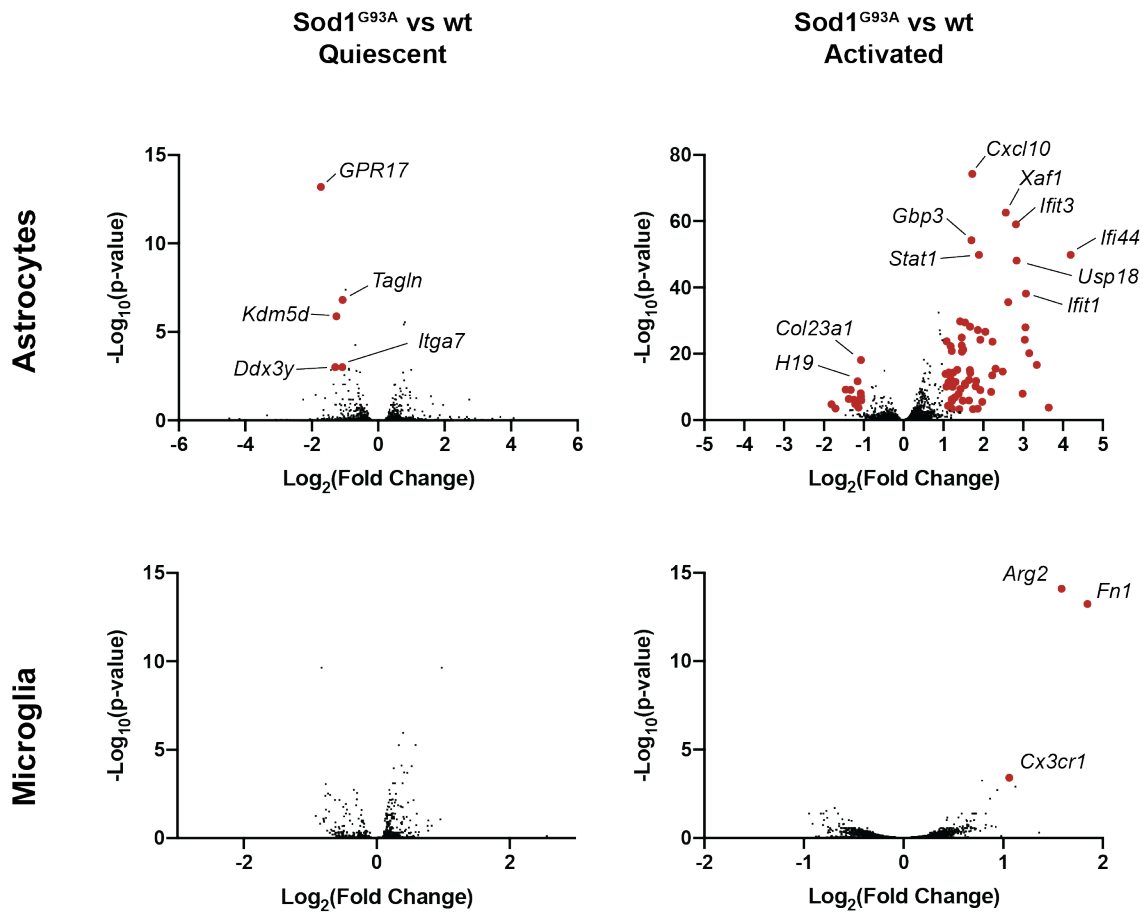 Sod1G93A vs wt
Quiescent
Sod1G93A vs wt
Activated
Astrocytes
-Log10(p-value)
15
10
5
0
GPR17
Tagln
Kdm5d
Itga7
Ddx3y
-6 -4 -2 0 2 4 6
Log2(Fold Change)
-Log10(p-value)
80
60
40
20
0
Cxcl10
Xaf1
Ifit3
Gbp3
Ifi44
Stat1
Usp18
Ifit1
Col23a1
H19
-5 -4 -3 -2 -1 0 1 2 3 4 5
Log2(Fold Change)
Microglia
-Log10(p-value)
15
10
5
0
-2 0 2
Log2(Fold Change)
-Log10(p-value)
15
10
5
0
Arg2
Fn1
Cx3cr1
-2 -1 0 1 2
Log2(Fold Change)